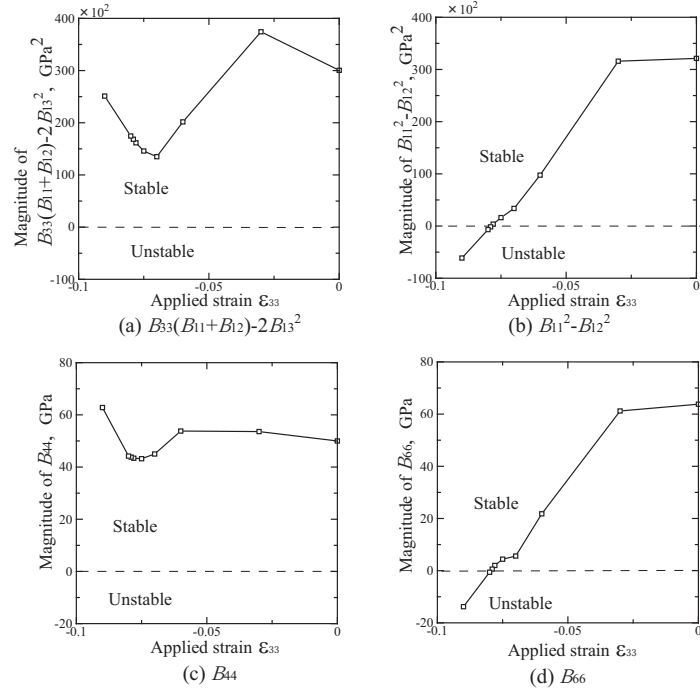 ×10²
400
300
200
100
0
-100
Magnitude of
B₃₃(B₁₁+B₁₂)-2B₁₃², GPa²
Stable
Unstable
-0.1
-0.05
0
Applied strain ε₃₃
(a) B₃₃(B₁₁+B₁₂)-2B₁₃²
×10²
400
300
200
100
0
-100
Magnitude of B₁₁²-B₁₂², GPa²
Stable
Unstable
-0.1
-0.05
0
Applied strain ε₃₃
(b) B₁₁²-B₁₂²
80
60
40
20
0
-20
Magnitude of B₄₄, GPa
Stable
Unstable
-0.1
-0.05
0
Applied strain ε₃₃
(c) B₄₄
80
60
40
20
0
-20
Magnitude of B₆₆, GPa
Stable
Unstable
-0.1
-0.05
0
Applied strain ε₃₃
(d) B₆₆